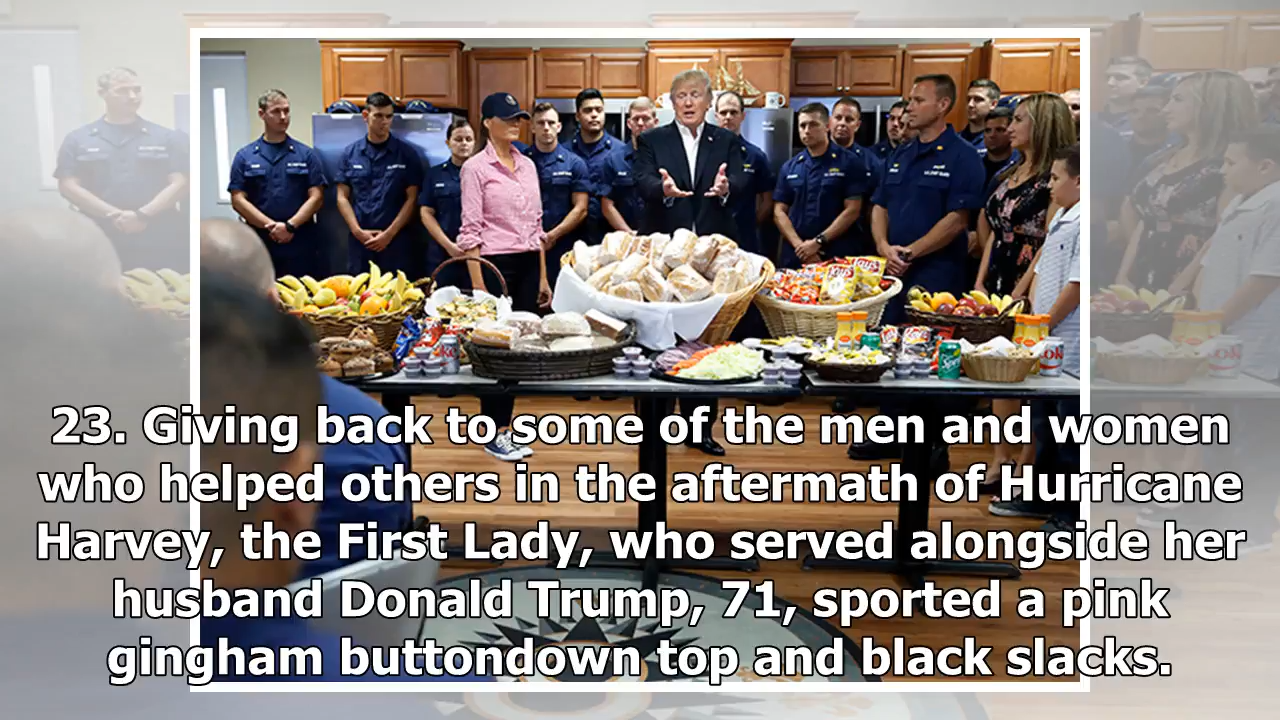 Lay's
23. Giving back to some of the men and women
who helped others in the aftermath of Hurricane
Harvey, the First Lady, who served alongside her
husband Donald Trump, 71, sported a pink
gingham buttondown top and black slacks.